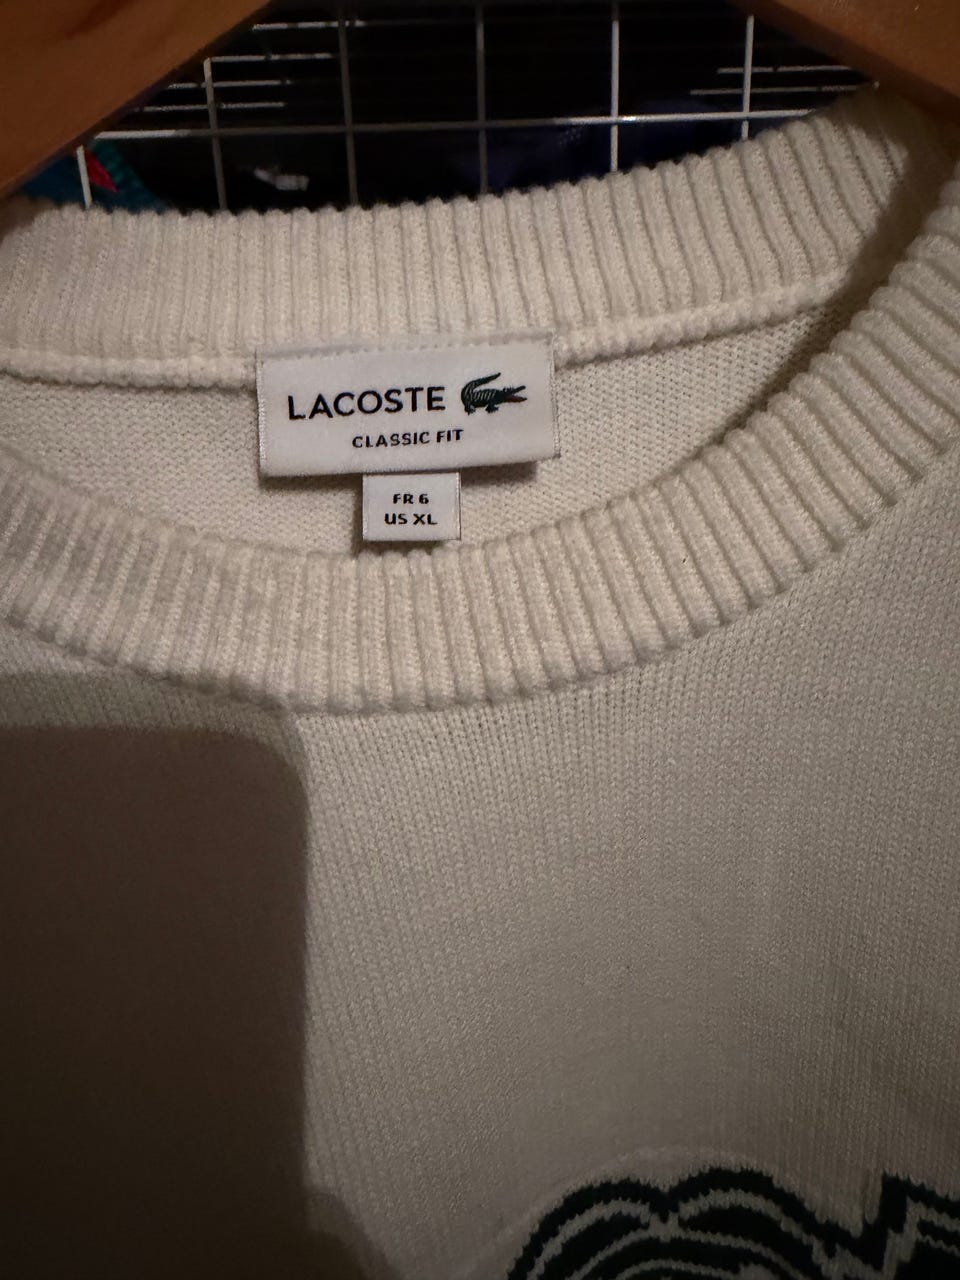 LACOSTE
CLASSIC FIT
FR 6
US XL